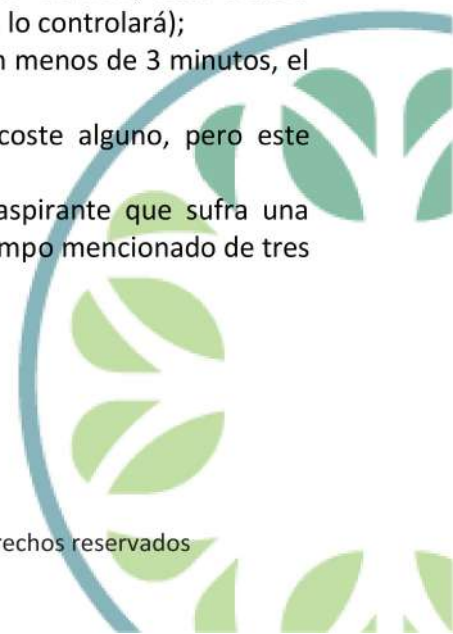 lo controlará);
n menos de 3 minutos, el
coste alguno, pero este
aspirante que sufra una
mpo mencionado de tres
rechos reservados